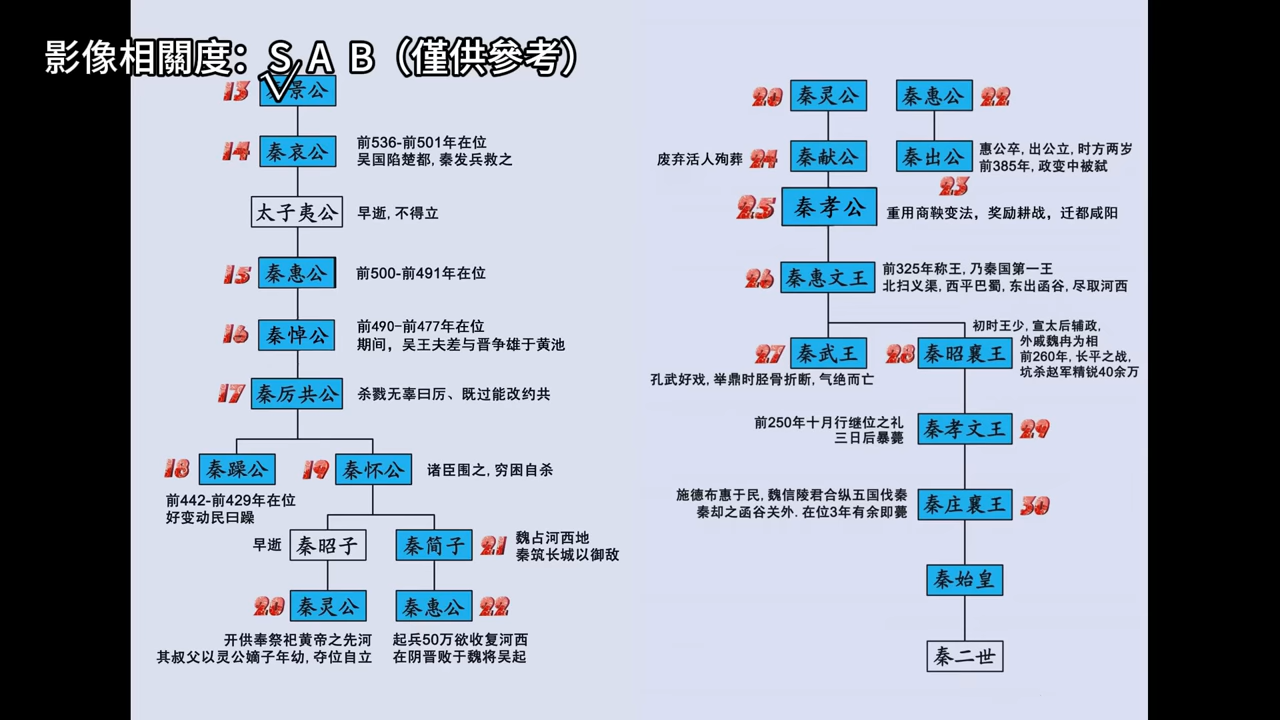 影像相關度：S A B（僅供參考）
√
13 秦景公
14 秦哀公
前536-前501年在位
吴国陷楚都, 秦发兵救之
太子夷公
早逝, 不得立
15 秦惠公
前500-前491年在位
16 秦悼公
前490-前477年在位
期间, 吴王夫差与晋争雄于黄池
17 秦厉共公
杀戮无辜曰厉、既过能改约共
18 秦躁公
前442-前429年在位
好变动民曰躁
19 秦怀公
诸臣围之, 穷困自杀
早逝 秦昭子
秦简子 21
魏占河西地
秦筑长城以御敌
20 秦灵公
开供奉祭祀黄帝之先河
其叔父以灵公嫡子年幼, 夺位自立
秦惠公 22
起兵50万欲收复河西
在阴晋败于魏将吴起
20 秦灵公
秦惠公 22
废弃活人殉葬 24 秦献公
秦出公
惠公卒, 出公立, 时方两岁
前385年, 政变中被弑
23
25 秦孝公
重用商鞅变法，奖励耕战，迁都咸阳
26 秦惠文王
前325年称王, 乃秦国第一王
北扫义渠, 西平巴蜀, 东出函谷, 尽取河西
27 秦武王
孔武好戏, 举鼎时胫骨折断, 气绝而亡
28 秦昭襄王
初时王少, 宣太后辅政,
外戚魏冉为相
前260年, 长平之战,
坑杀赵军精锐40余万
前250年十月行继位之礼
三日后暴薨
秦孝文王 29
施德布惠于民, 魏信陵君合纵五国伐秦
秦却之函谷关外. 在位3年有余即薨
秦庄襄王 30
秦始皇
秦二世